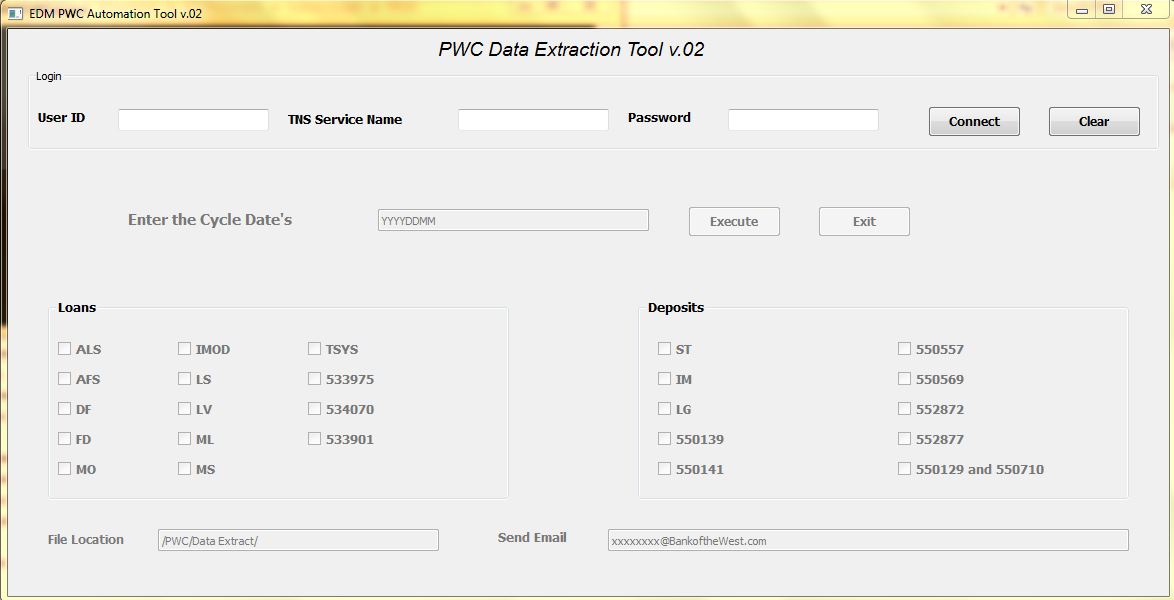 EDM PWC Automation Tool v.02
PWC Data Extraction Tool v.02
Login
User ID TNS Service Name Password Connect Clear
Enter the Cycle Date's YYYYDDMM Execute Exit
Loans
ALS IMOD TSYS
AFS LS 533975
DF LV 534070
FD ML 533901
MO MS
Deposits
ST 550557
IM 550569
LG 552872
550139 552877
550141 550129 and 550710
File Location /PWC/Data Extract/ Send Email xxxxxxxx@BankoftheWest.com